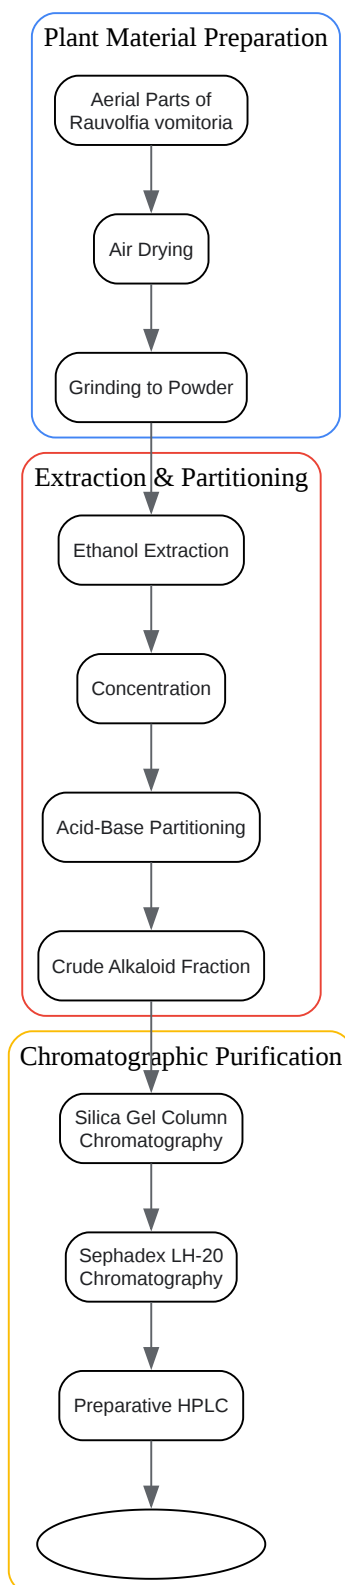 Plant Material Preparation
Aerial Parts of
Rauvolfia vomitoria
Air Drying
Grinding to Powder
Extraction & Partitioning
Ethanol Extraction
Concentration
Acid-Base Partitioning
Crude Alkaloid Fraction
Chromatographic Purification
Silica Gel Column
Chromatography
Sephadex LH-20
Chromatography
Preparative HPLC